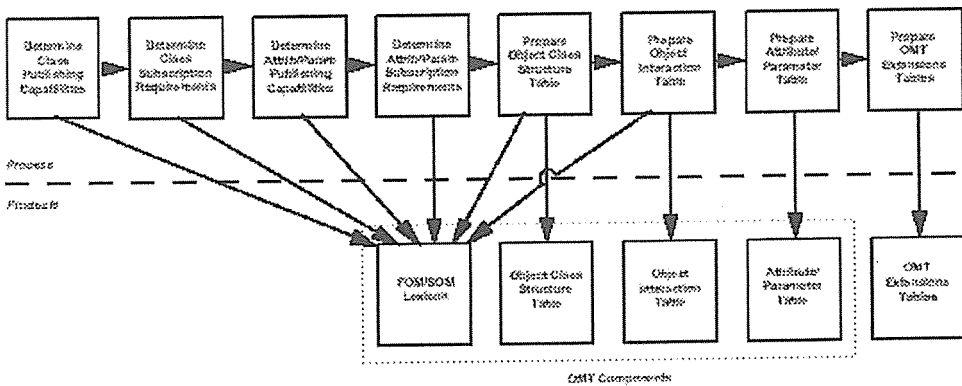 Determine
Class
Publishing
Capabilities
Determine
Class
Subscription
Requirements
Determine
Attrib/Param
Publishing
Capabilities
Determine
Attrib/Param
Subscription
Requirements
Prepare
Object Class
Structure
Table
Prepare
Object
Interaction
Table
Prepare
Attribute/
Parameter
Table
Prepare
OMT
Extensions
Tables
Process
Products
FOM/SOM
Lexicon
Object Class
Structure
Table
Object
Interaction
Table
Attribute/
Parameter
Table
OMT
Extensions
Tables
OMT Components